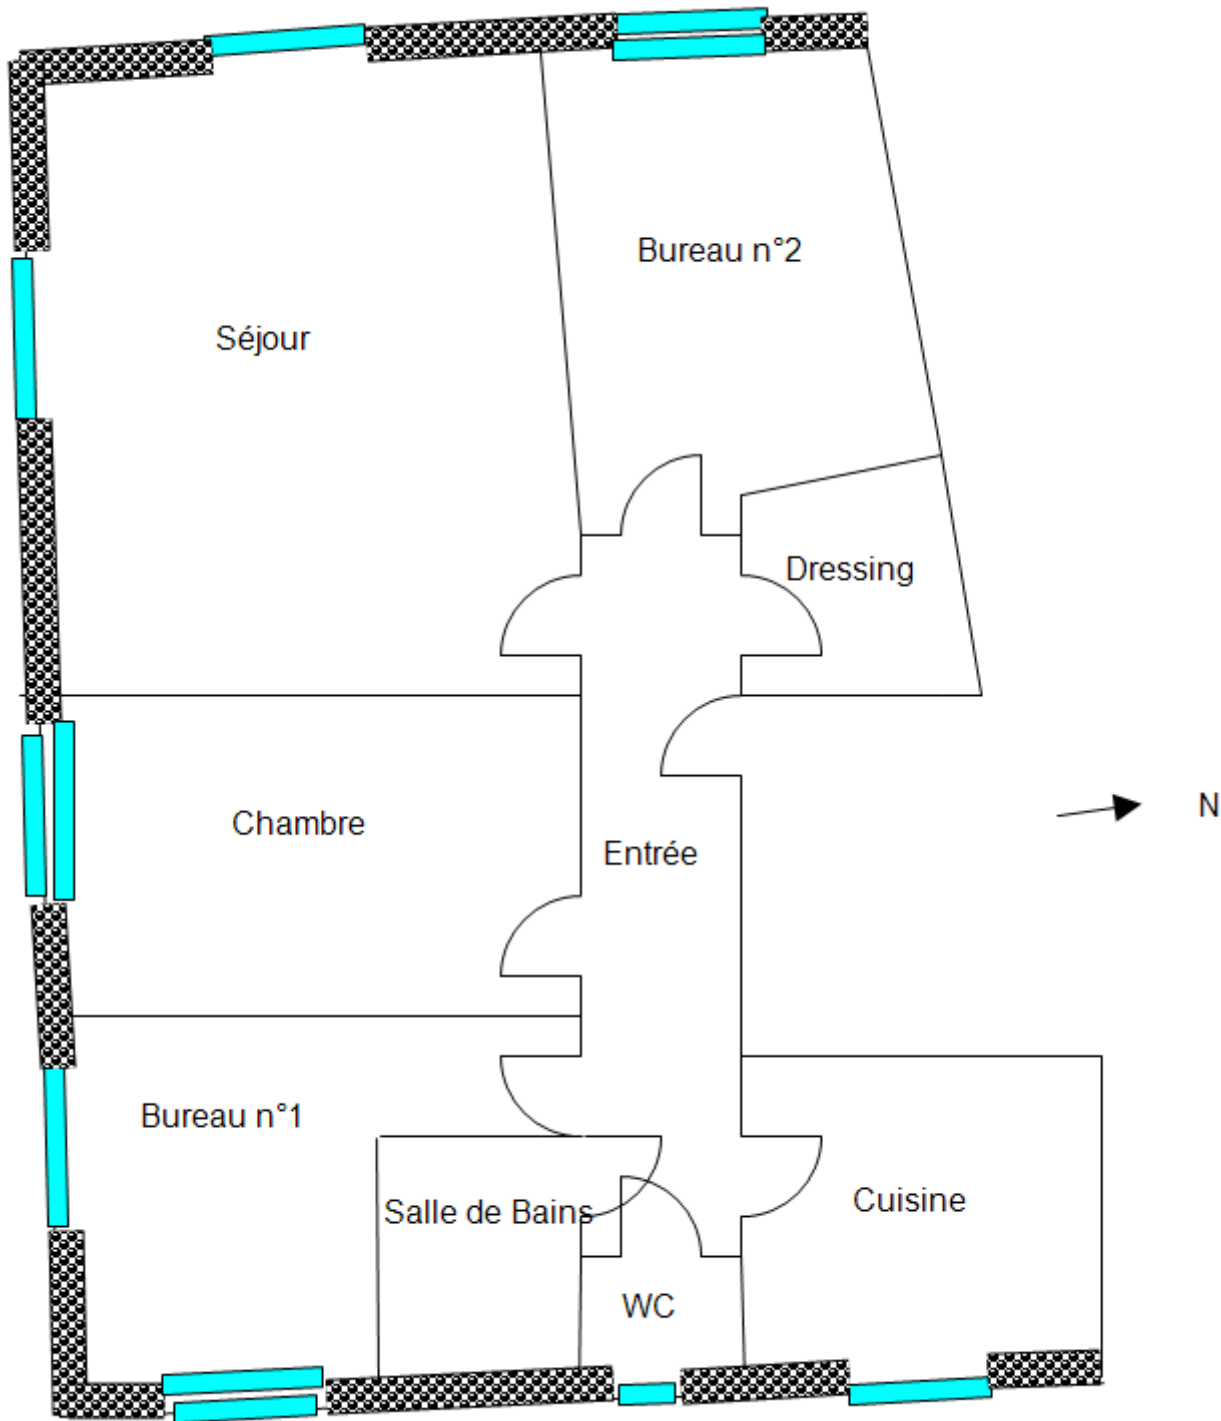 Bureau n°2
Séjour
Dressing
N
Chambre
Entrée
Bureau n°1
Cuisine
Salle de Bains
WC